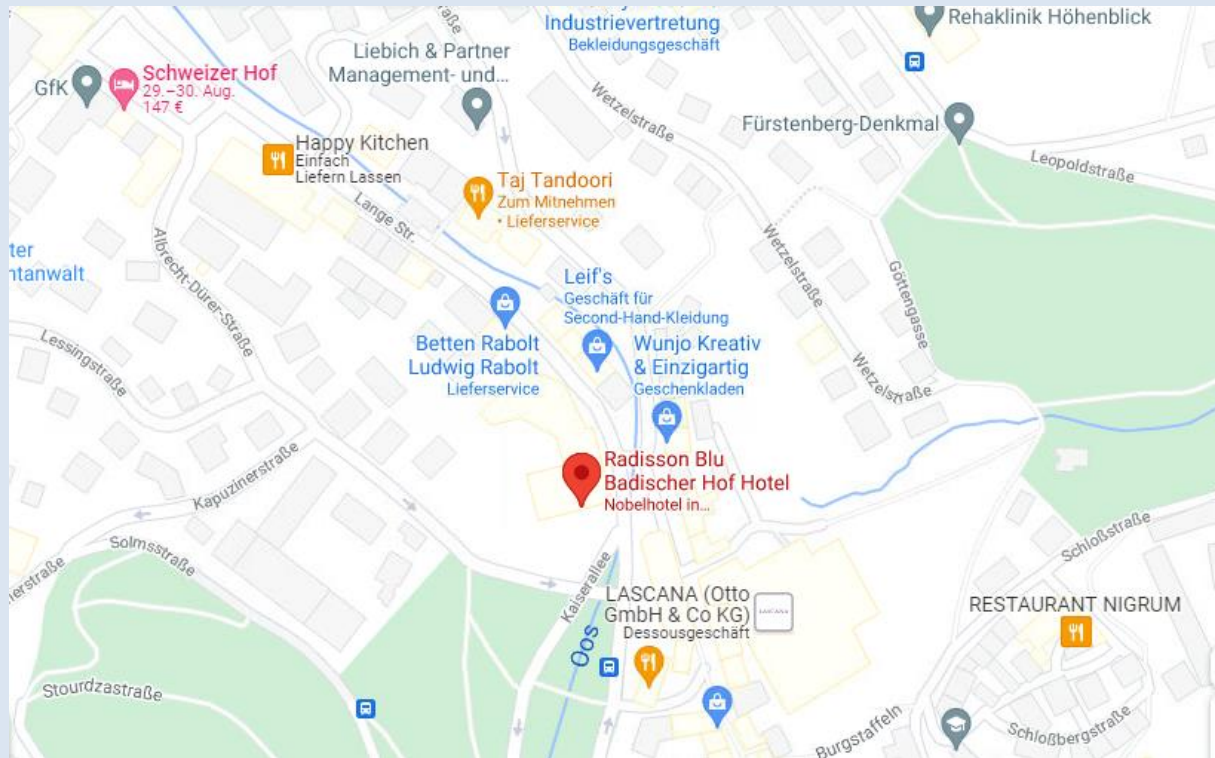 Industrievertretung
Bekleidungsgeschäft
Rehaklinik Höhenblick
Liebich & Partner
Management- und...
GfK
Schweizer Hof
29.–30. Aug.
147 €
Wetzelstraße
Fürstenberg-Denkmal
Happy Kitchen
Einfach
Liefern Lassen
Leopoldstraße
Taj Tandoori
Zum Mitnehmen
• Lieferservice
Lange Str.
Albrecht-Dürer-Straße
Wetzelstraße
Göttengasse
ter
ntanwalt
Leif's
Geschäft für
Second-Hand-Kleidung
Betten Rabolt
Ludwig Rabolt
Lieferservice
Wunjo Kreativ
& Einzigartig
Geschenkladen
Lessingstraße
Wetzelstraße
Radisson Blu
Badischer Hof Hotel
Nobelhotel in...
Kapuzinerstraße
Solmsstraße
Schloßstraße
nerstraße
Kaiserallee
LASCANA (Otto
GmbH & Co KG)
Dessousgeschäft
LASCANA
RESTAURANT NIGRUM
Oos
Stourdzastraße
Burgstaffeln
Schloßbergstraße